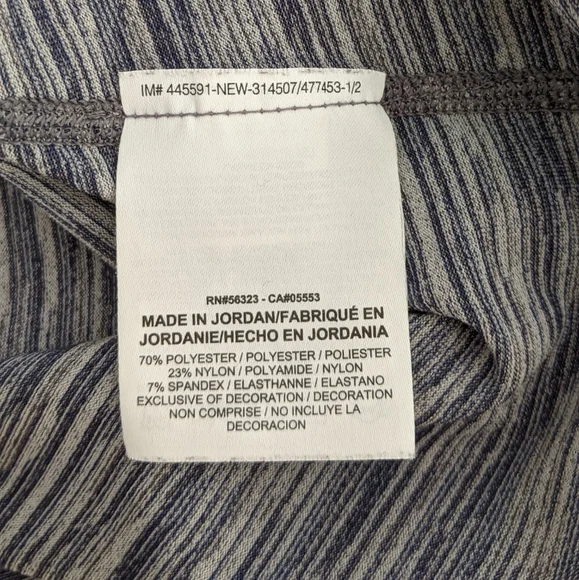 IM# 445591-NEW-314507/477453-1/2
RN#56323 - CA#05553
MADE IN JORDAN/FABRIQUÉ EN
JORDANIE/HECHO EN JORDANIA
70% POLYESTER / POLYESTER / POLIESTER
23% NYLON / POLYAMIDE / NYLON
7% SPANDEX / ELASTHANNE / ELASTANO
EXCLUSIVE OF DECORATION / DECORATION
NON COMPRISE / NO INCLUYE LA
DECORACION